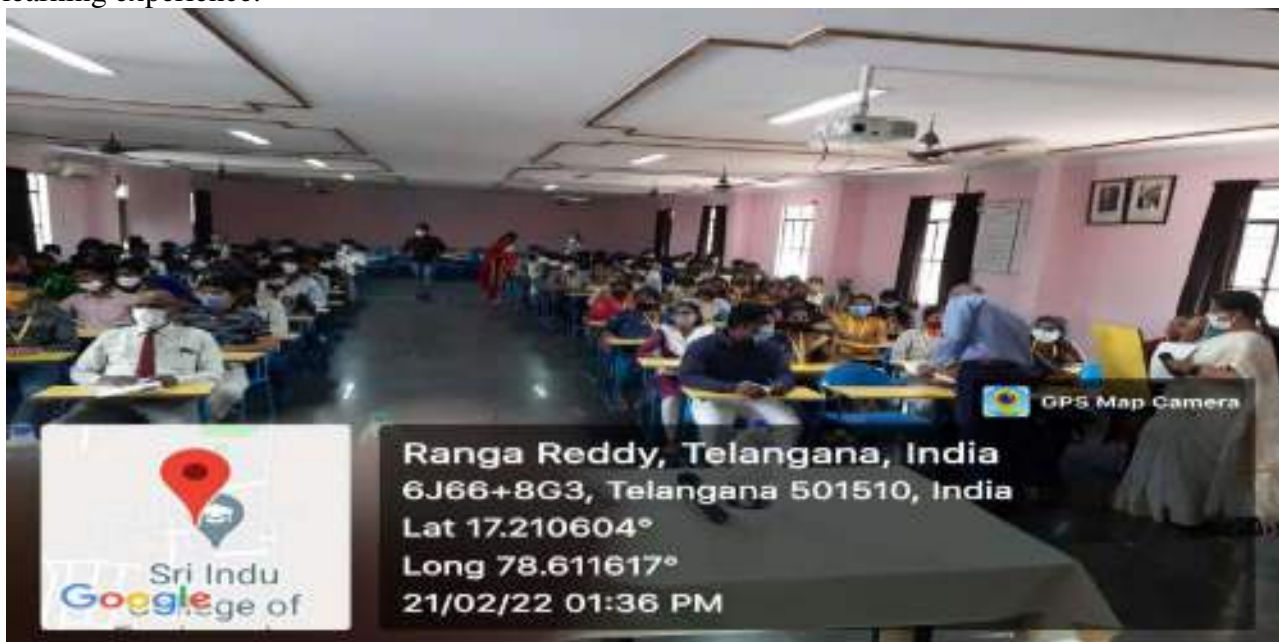 learning experience.
GPS Map Camera
Ranga Reddy, Telangana, India
6J66+8G3, Telangana 501510, India
Lat 17.210604°
Long 78.611617°
21/02/22 01:36 PM
Sri Indu
Google ge of